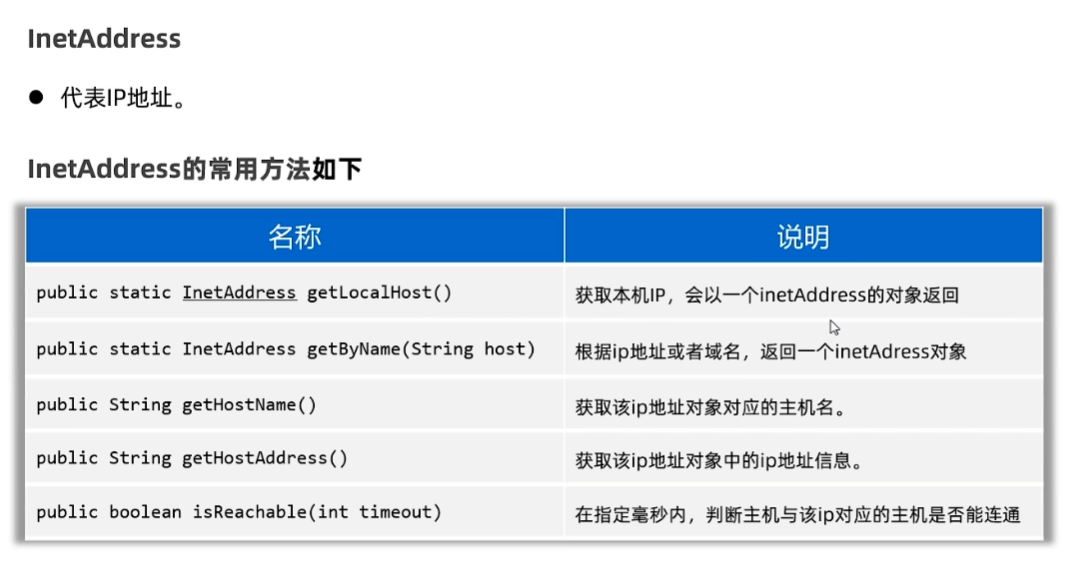 InetAddress
● 代表IP地址。
InetAddress的常用方法如下
名称 说明
public static InetAddress getLocalHost() 获取本机IP，会以一个inetAddress的对象返回
public static InetAddress getByName(String host) 根据ip地址或者域名，返回一个inetAdress对象
public String getHostName() 获取该ip地址对象对应的主机名。
public String getHostAddress() 获取该ip地址对象中的ip地址信息。
public boolean isReachable(int timeout) 在指定毫秒内，判断主机与该ip对应的主机是否能连通